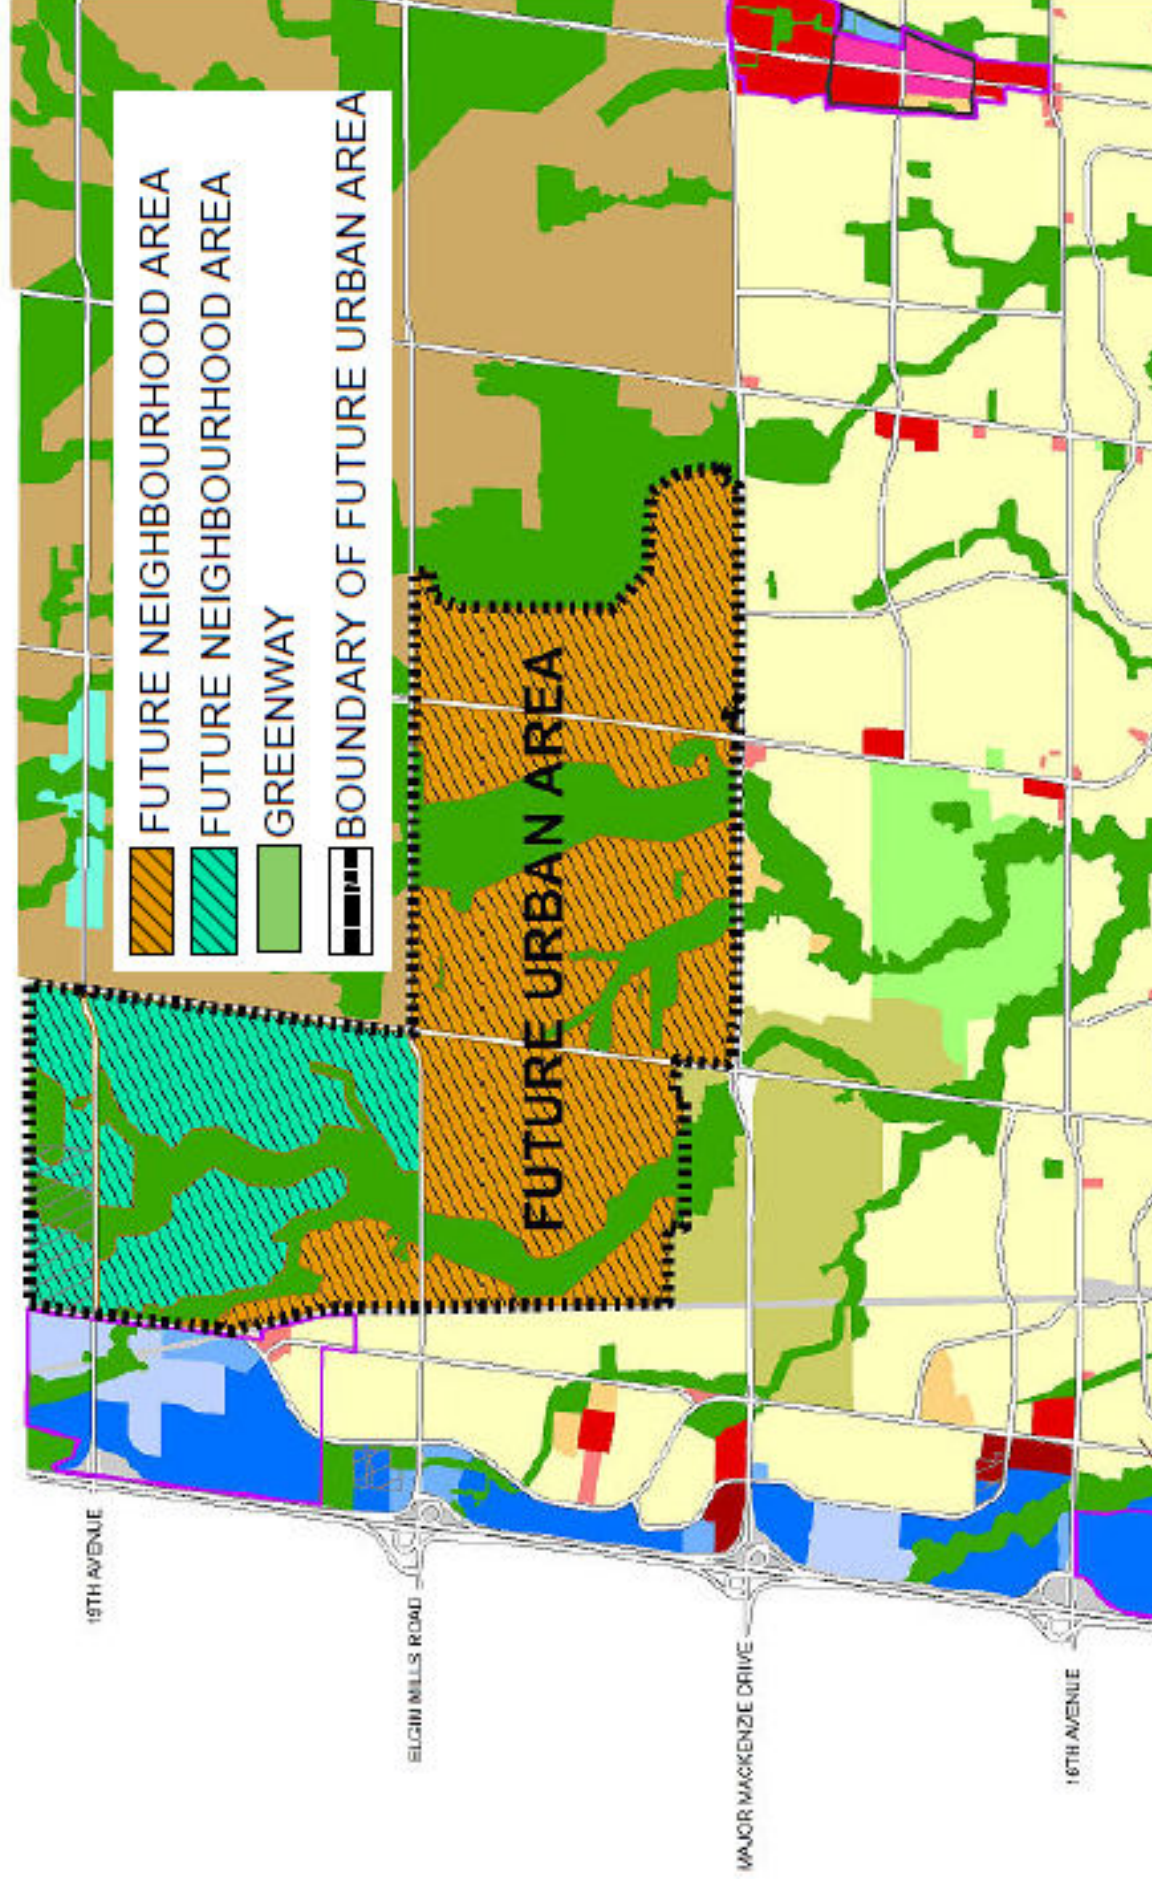 FUTURE NEIGHBOURHOOD AREA
FUTURE NEIGHBOURHOOD AREA
GREENWAY
BOUNDARY OF FUTURE URBAN AREA
FUTURE URBAN AREA
19TH AVENUE
ELGIN MILLS ROAD
MAJOR MACKENZIE DRIVE
16TH AVENUE